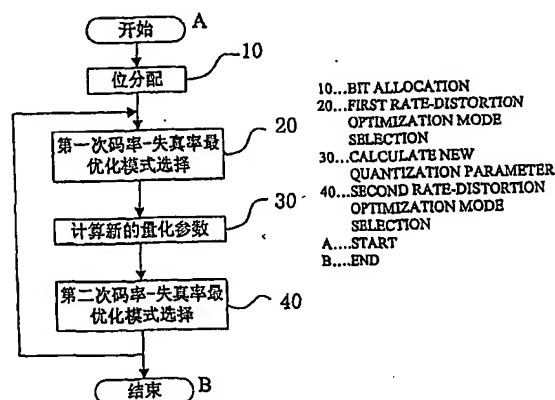 开始
A
10
位分配
第一次码率-失真率最
优化模式选择
20
30
计算新的量化参数
第二次码率-失真率最
优化模式选择
40
结束
B
10...BIT ALLOCATION
20...FIRST RATE-DISTORTION
OPTIMIZATION MODE
SELECTION
30...CALCULATE NEW
QUANTIZATION PARAMETER
40...SECOND RATE-DISTORTION
OPTIMIZATION MODE
SELECTION
A....START
B....END